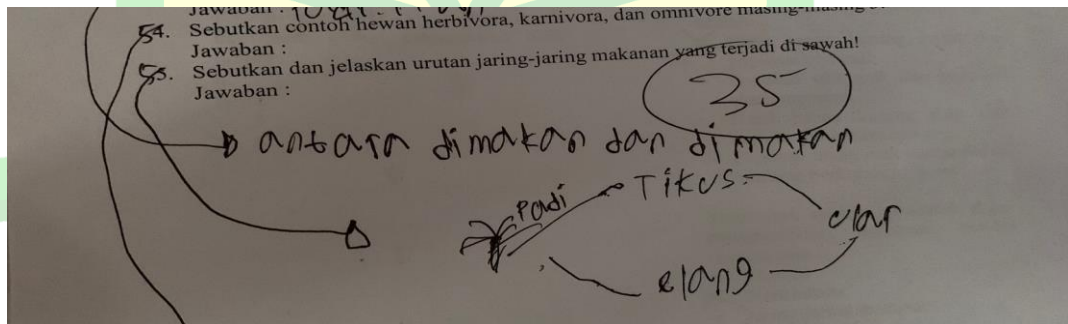 Jawaban :
54. Sebutkan contoh hewan herbivora, karnivora, dan omnivore masing-masing
Jawaban :
55. Sebutkan dan jelaskan urutan jaring-jaring makanan yang terjadi di sawah!
Jawaban :
35
antara dimakan dan dimakan
Padi
Tikus
ular
elang